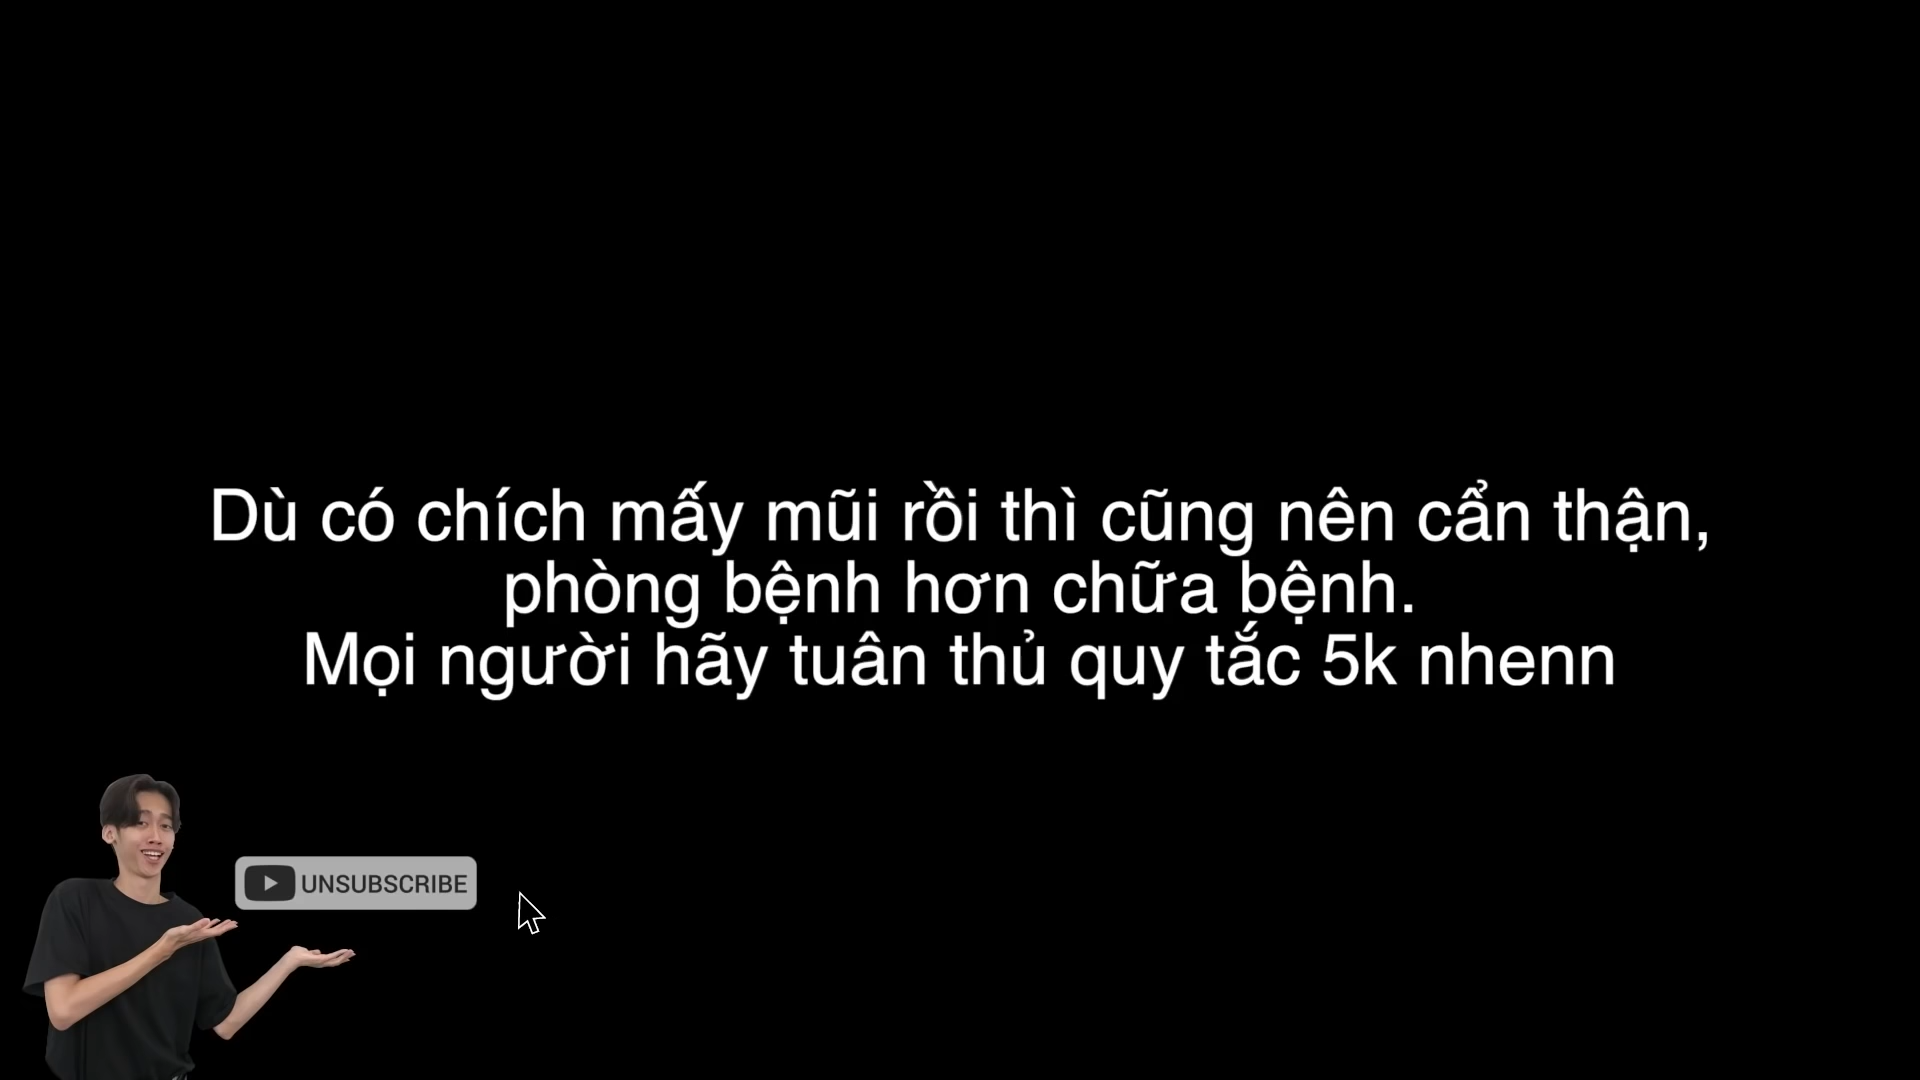 Dù có chích mấy mũi rồi thì cũng nên cẩn thận,
phòng bệnh hơn chữa bệnh.
Mọi người hãy tuân thủ quy tắc 5k nhenn
UNSUBSCRIBE